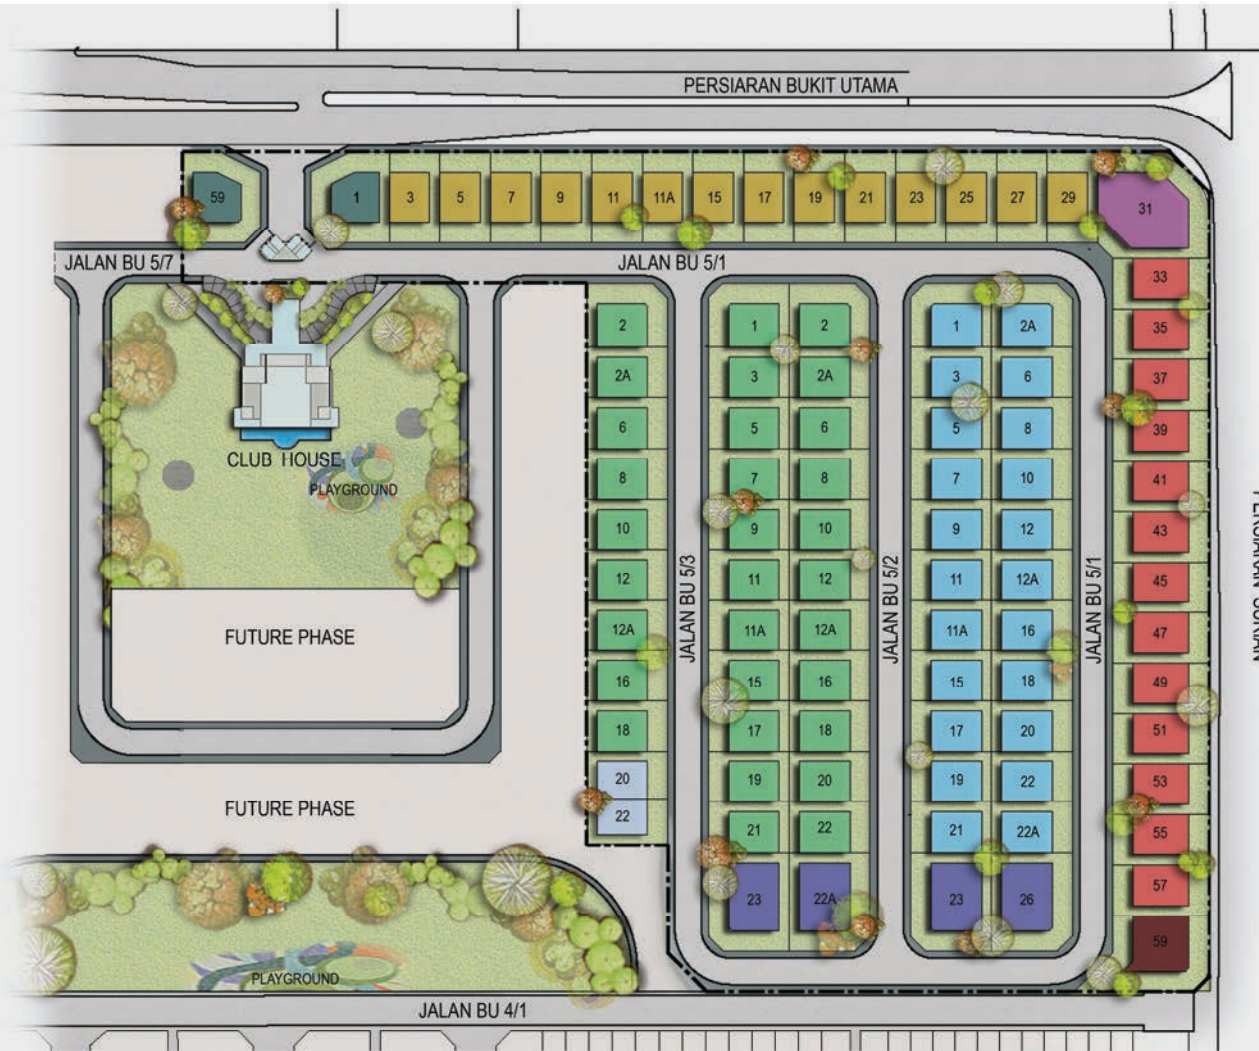 PERSIARAN BUKIT UTAMA
59 1 3 5 7 9 11 11A 15 17 19 21 23 25 27 29 31
JALAN BU 5/7
JALAN BU 5/1
33
2 1 2 1 2A 35
2A 3 2A 3 6 37
6 5 6 5 8 39
CLUB HOUSE
PLAYGROUND
8 7 8 7 10 41
10 9 10 9 12 43
12 11 12 11 12A 45
JALAN BU 5/3
JALAN BU 5/2
JALAN BU 5/1
FUTURE PHASE
12A 11A 12A 11A 16 47
16 15 16 15 18 49
18 17 18 17 20 51
20 19 20 19 22 53
FUTURE PHASE
22 21 22 21 22A 55
57
23 22A 23 26
59
PLAYGROUND
JALAN BU 4/1